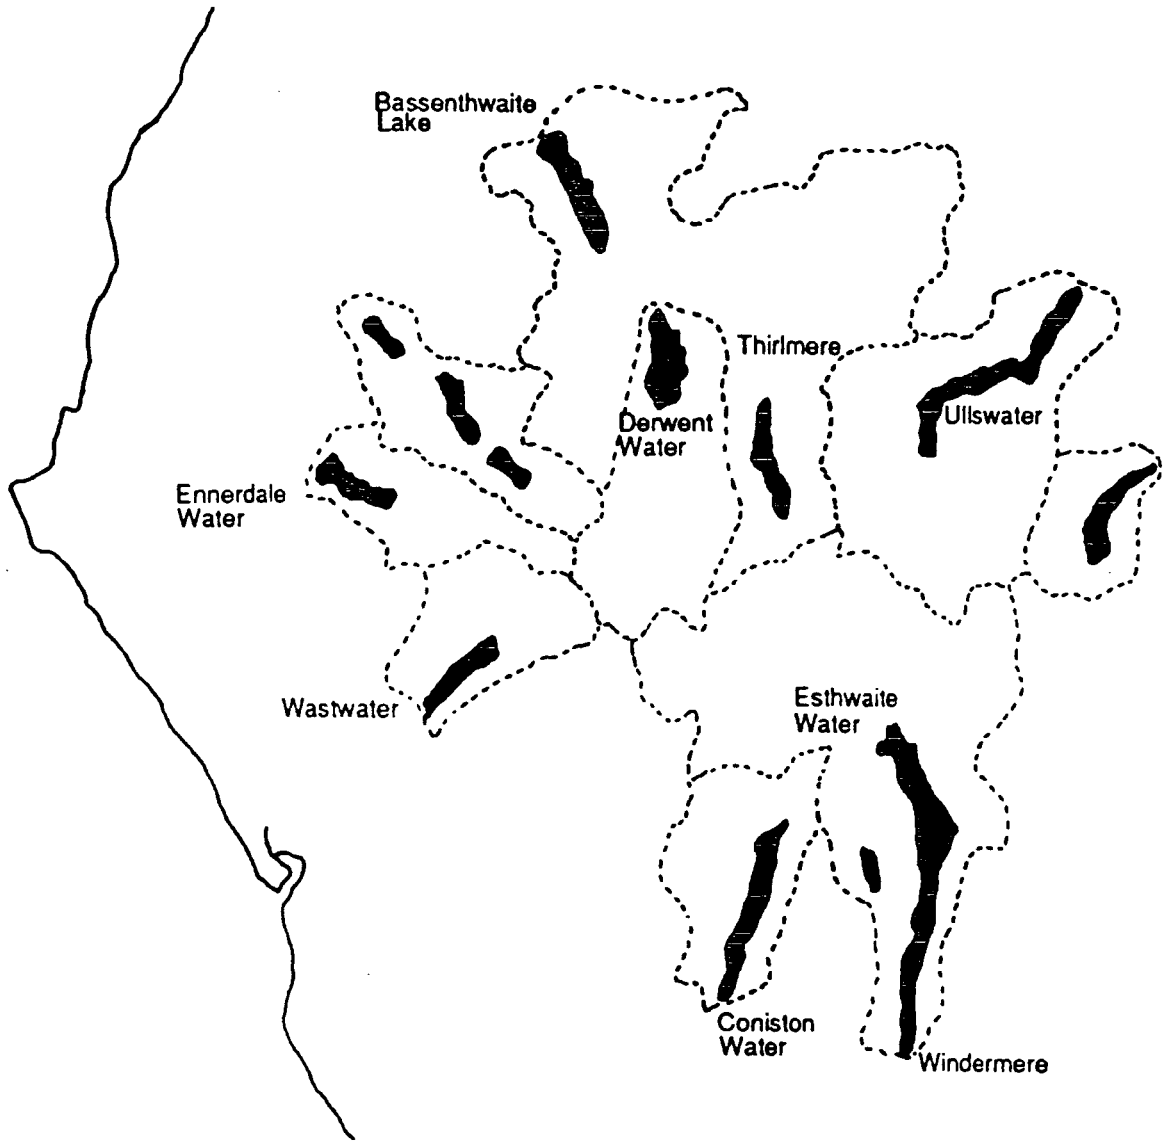 Bassenthwaite
Lake
Thirlmere
Derwent
Water
Ullswater
Ennerdale
Water
Wastwater
Esthwaite
Water
Coniston
Water
Windermere